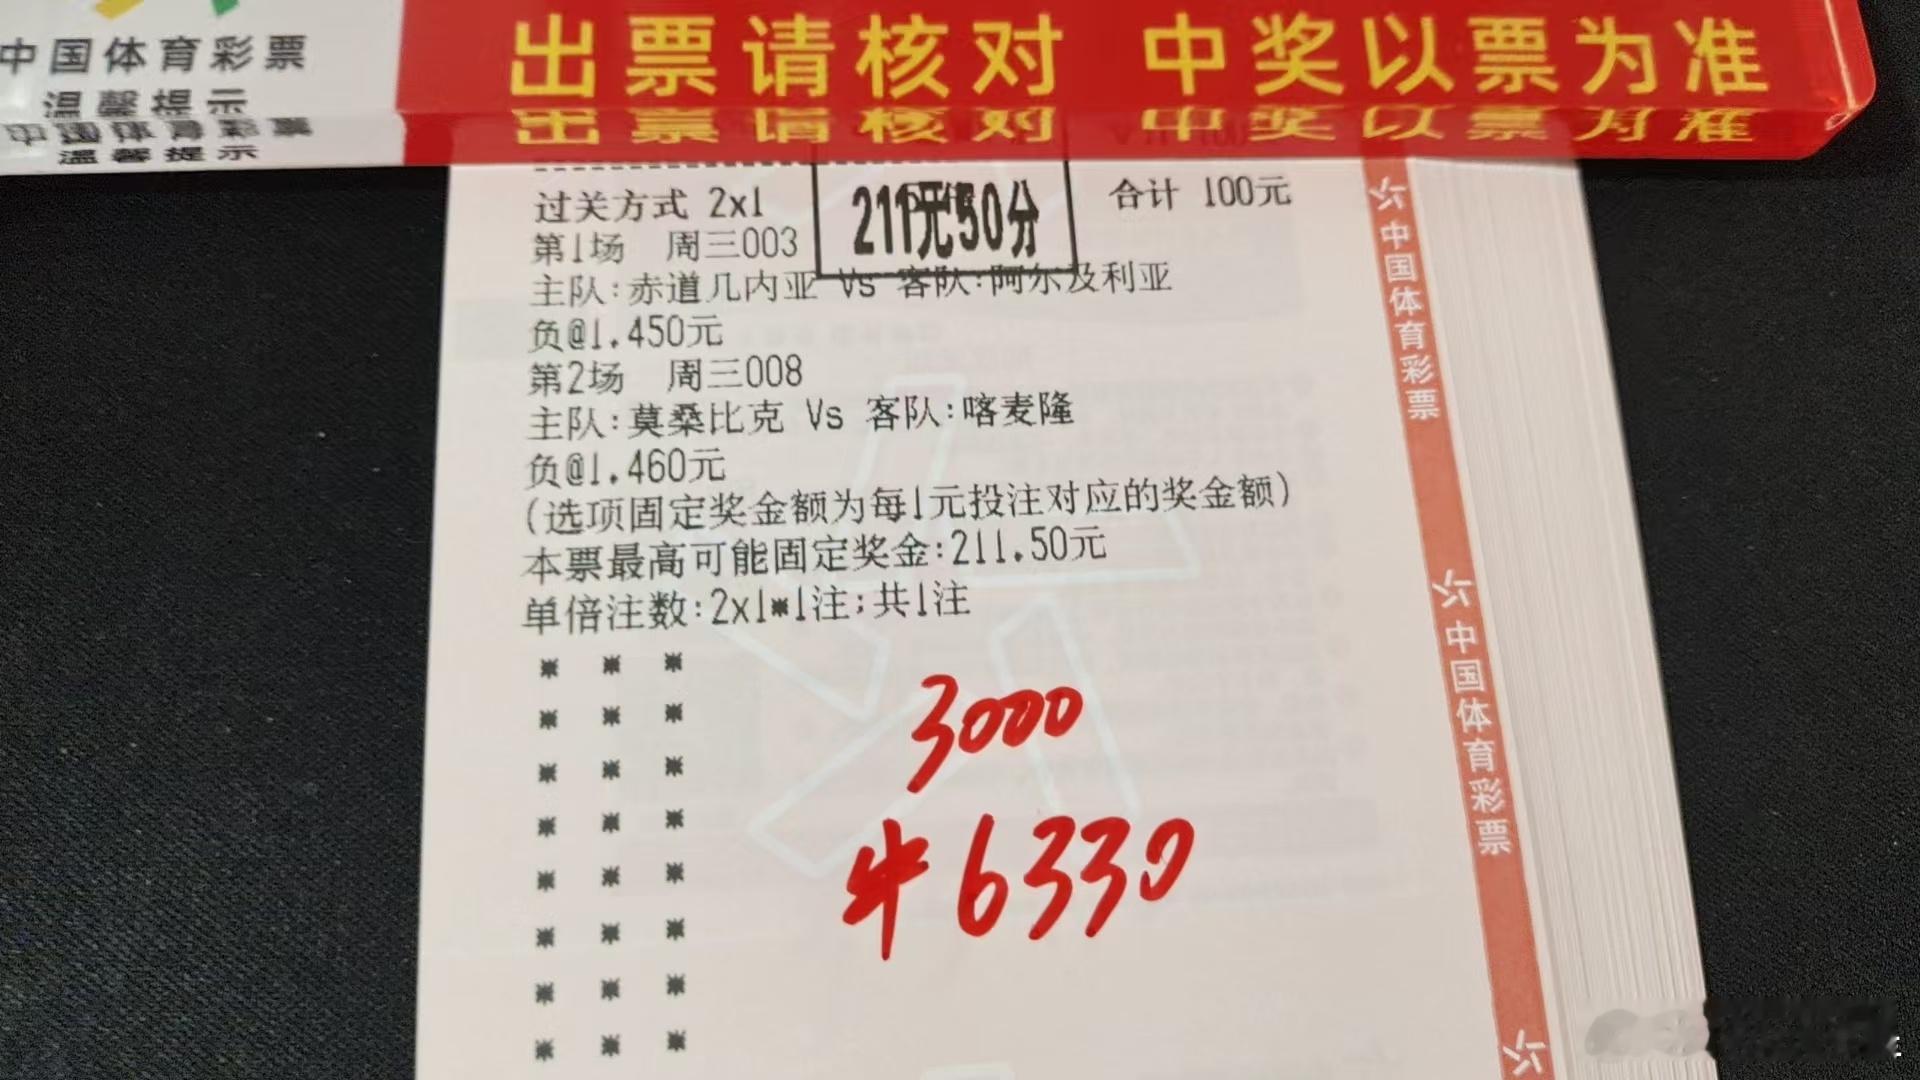 中国体育彩票
温馨提示
出票请核对 中奖以票为准
中国体育彩票
温馨提示
出票请核对 中奖以票为准
过关方式 2x1
211元50分
合计 100元
第1场 周三003
主队:赤道几内亚 Vs 客队:阿尔及利亚
负@1.450元
第2场 周三008
主队:莫桑比克 Vs 客队:喀麦隆
负@1.460元
(选项固定奖金额为每1元投注对应的奖金额)
本票最高可能固定奖金:211.50元
单倍注数:2x1*1注;共1注
3000
中6330
中国体育彩票
中国体育彩票